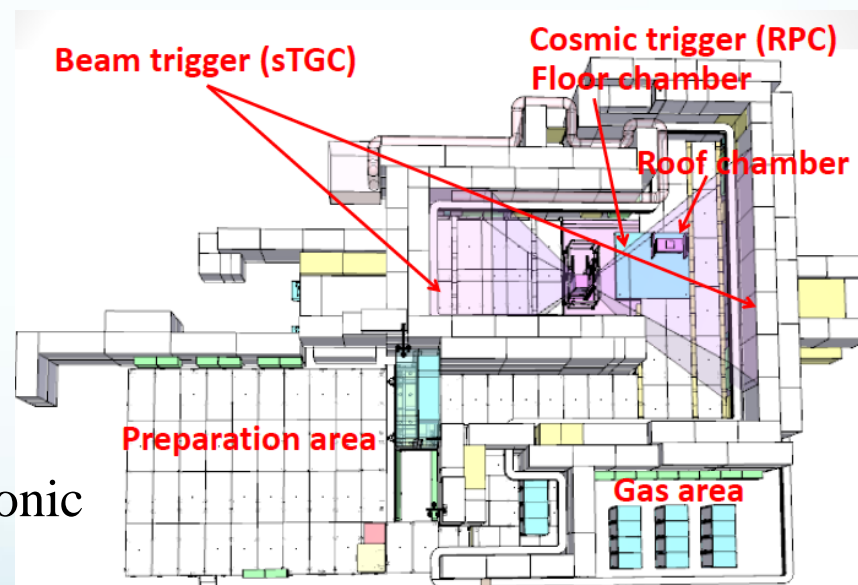 Beam trigger (sTGC)
Cosmic trigger (RPC)
Floor chamber
Roof chamber
Preparation area
Gas area
onic